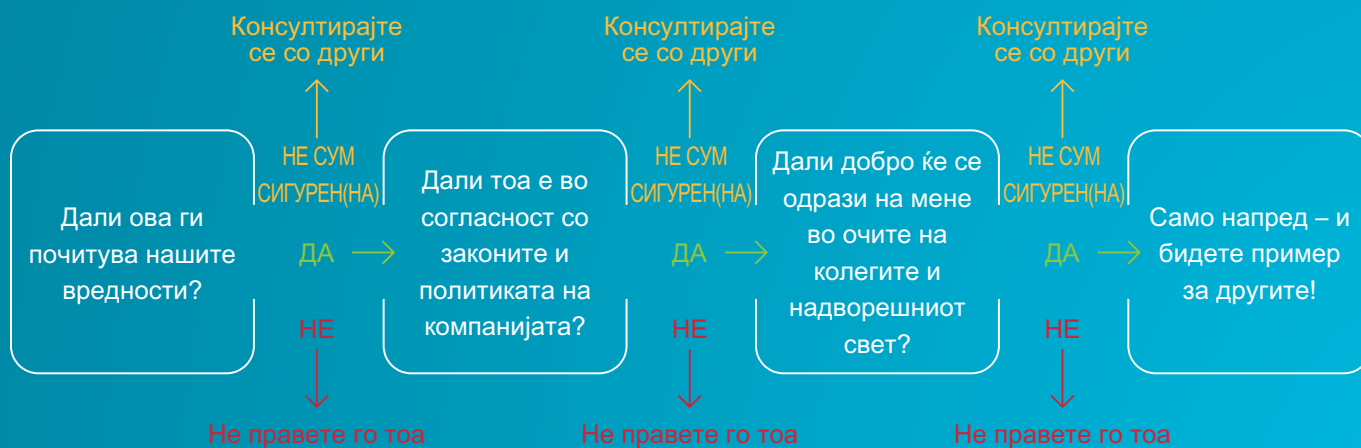 Консултирајте
се со други
Консултирајте
се со други
Консултирајте
се со други
Дали ова ги
почитува нашите
вредности?
НЕ СУМ
СИГУРЕН(НА)
ДА
НЕ
Дали тоа е во
согласност со
законите и
политиката на
компанијата?
НЕ СУМ
СИГУРЕН(НА)
ДА
НЕ
Дали добро ќе се
одрази на мене
во очите на
колегите и
надворешниот
свет?
НЕ СУМ
СИГУРЕН(НА)
ДА
НЕ
Само напред – и
бидете пример
за другите!
Не правете го тоа
Не правете го тоа
Не правете го тоа